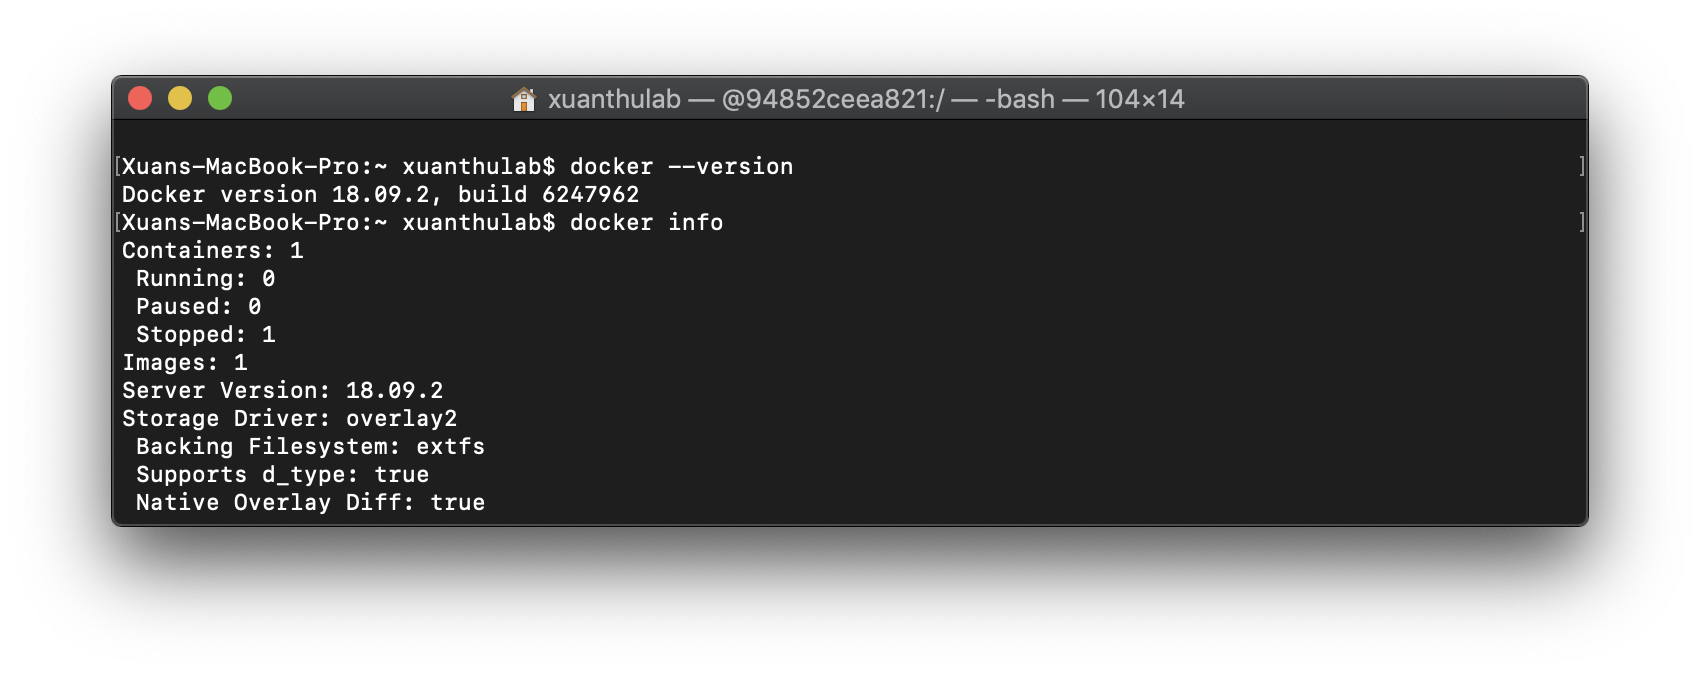 xuanthulab — @94852ceea821:/ — -bash — 104×14
[Xuans-MacBook-Pro:~ xuanthulab$ docker --version]
Docker version 18.09.2, build 6247962
[Xuans-MacBook-Pro:~ xuanthulab$ docker info]
Containers: 1
 Running: 0
 Paused: 0
 Stopped: 1
Images: 1
Server Version: 18.09.2
Storage Driver: overlay2
 Backing Filesystem: extfs
 Supports d_type: true
 Native Overlay Diff: true